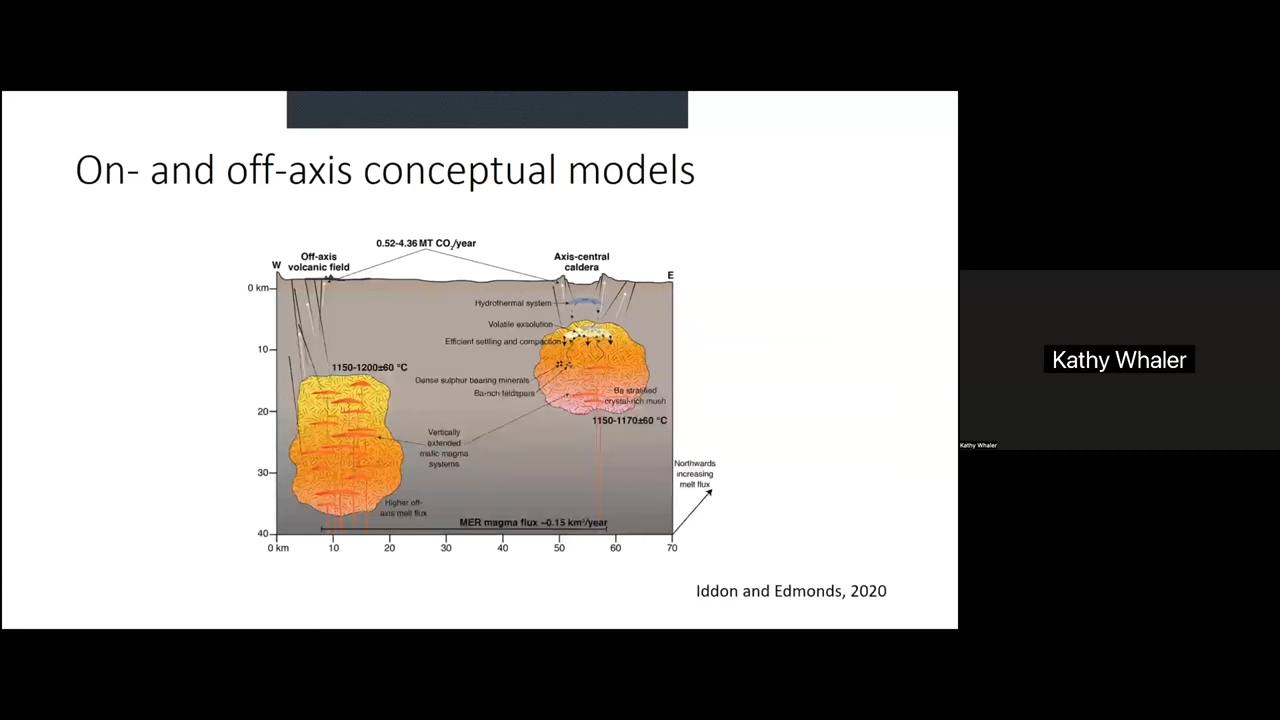 On- and off-axis conceptual models
0.52-4.36 MT CO2/year
Off-axis
volcanic field
Axis-central
caldera
W
E
0 km
Hydrothermal system
Volatile exsolution
Efficient settling and compaction
10
1150-1200±60 °C
Dense sulphur bearing minerals
Ba-rich feldspars
Ba stratified
crystal-rich mush
20
1150-1170±60 °C
Vertically
extended
mafic magma
systems
30
Northwards
increasing
melt flux
Higher off-
axis melt flux
MER magma flux ~0.15 km³/year
40
0 km
10
20
30
40
50
60
70
Iddon and Edmonds, 2020
Kathy Whaler
Kathy Whaler